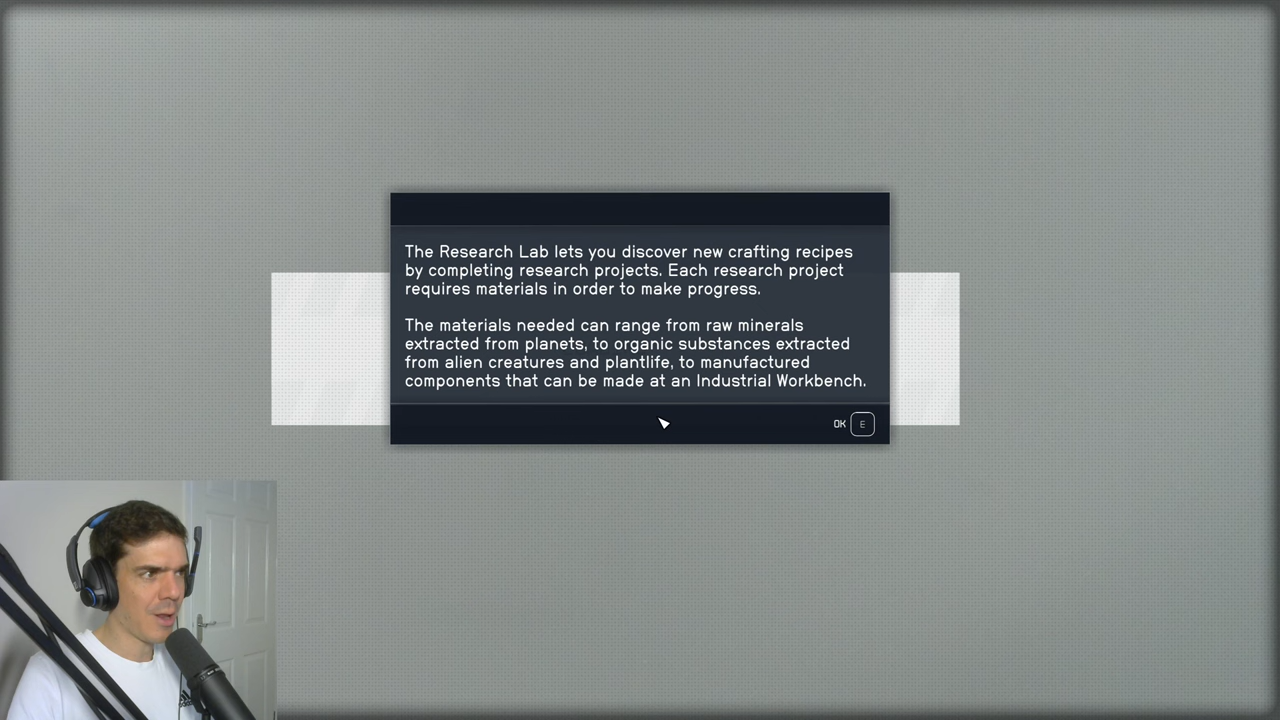 The Research Lab lets you discover new crafting recipes
by completing research projects. Each research project
requires materials in order to make progress.
The materials needed can range from raw minerals
extracted from planets, to organic substances extracted
from alien creatures and plantlife, to manufactured
components that can be made at an Industrial Workbench.
OK E